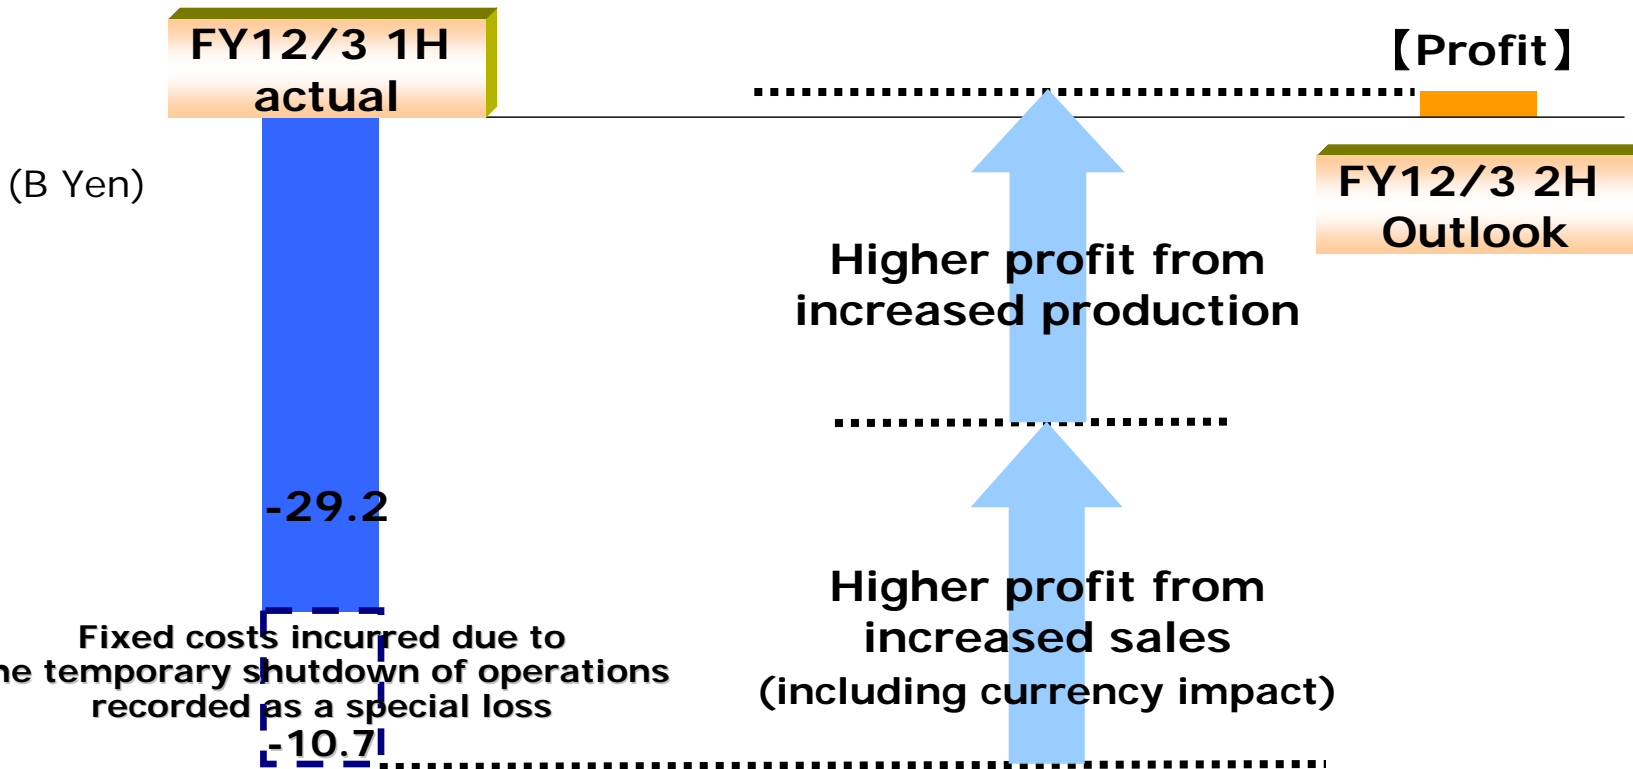 FY12/3 1H
actual
【Profit】
(B Yen)
FY12/3 2H
Outlook
Higher profit from
increased production
-29.2
Higher profit from
increased sales
(including currency impact)
Fixed costs incurred due to
temporary shutdown of operations
recorded as a special loss
-10.7